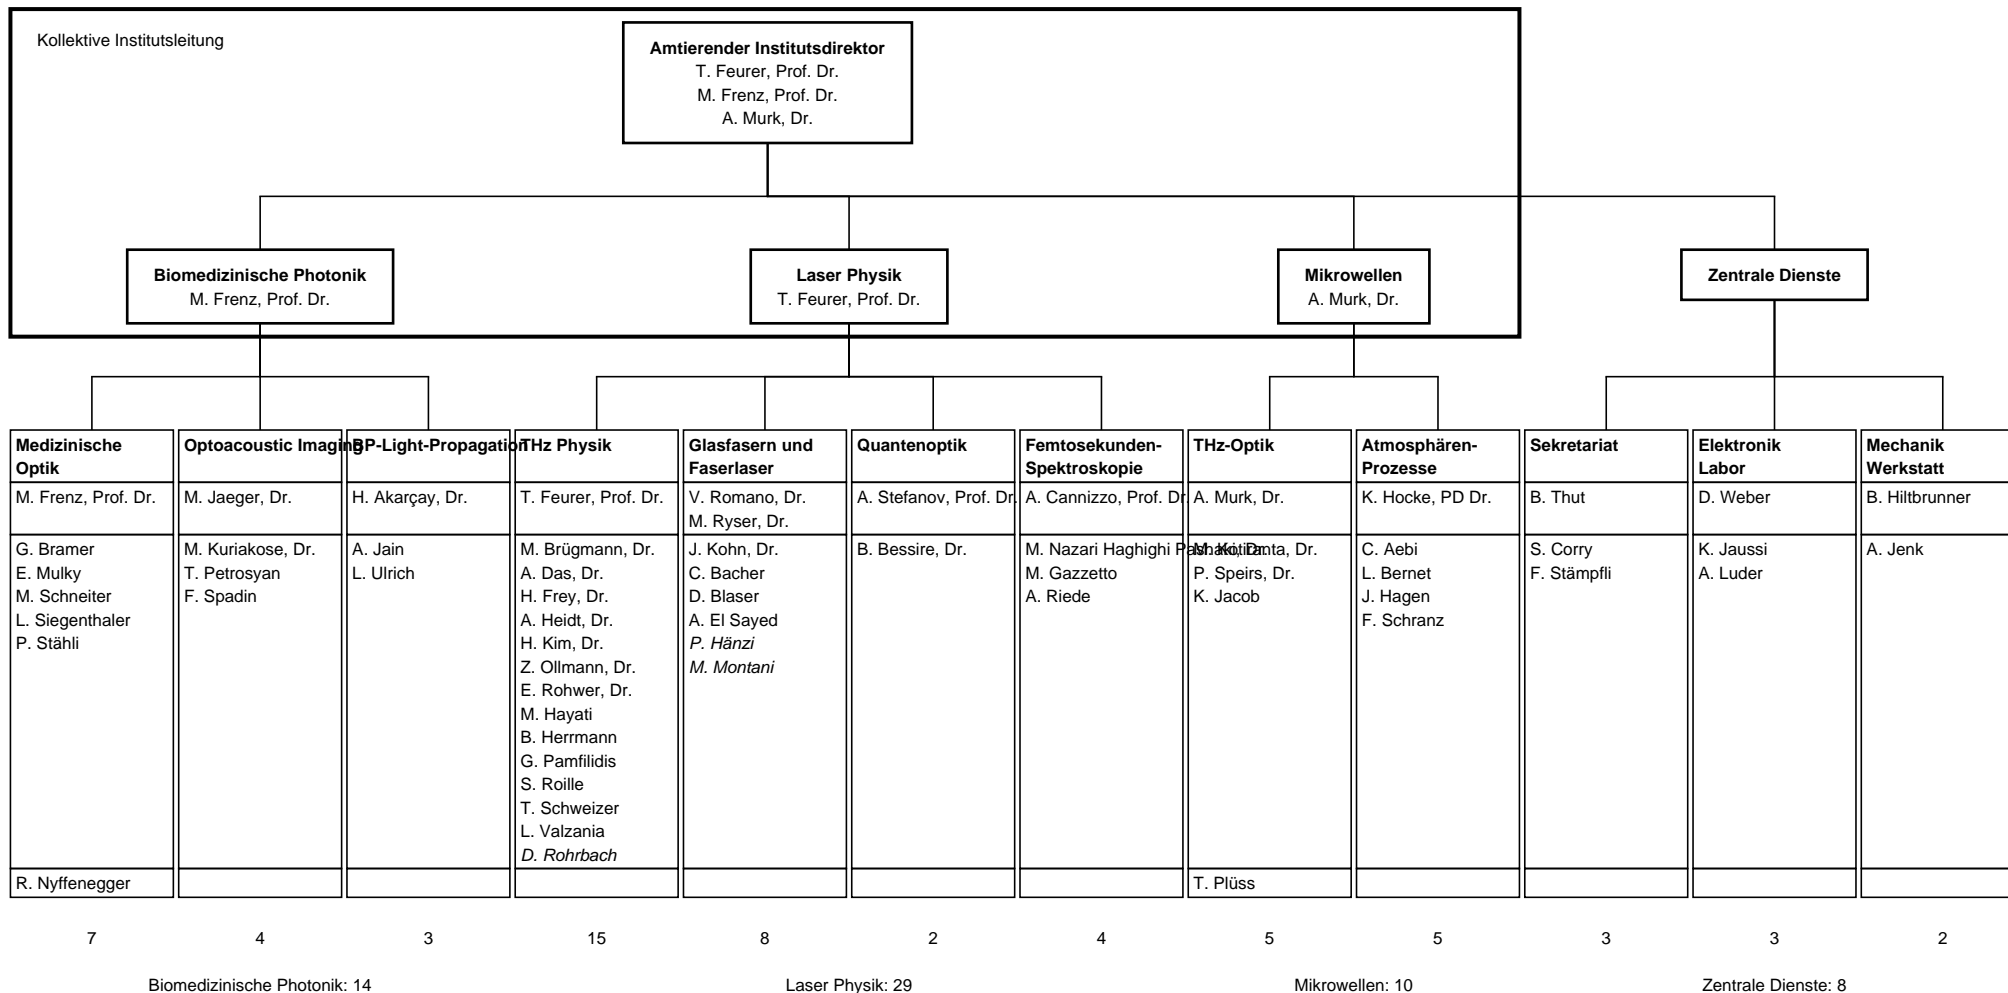 Kollektive Institutsleitung
Amtierender Institutsdirektor
T. Feurer, Prof. Dr.
M. Frenz, Prof. Dr.
A. Murk, Dr.
Biomedizinische Photonik
M. Frenz, Prof. Dr.
Laser Physik
T. Feurer, Prof. Dr.
Mikrowellen
A. Murk, Dr.
Zentrale Dienste
Medizinische
Optik
M. Frenz, Prof. Dr.
G. Bramer
E. Mulky
M. Schneiter
L. Siegenthaler
P. Stähli
R. Nyffenegger
Optoacoustic Imaging
M. Jaeger, Dr.
M. Kuriakose, Dr.
T. Petrosyan
F. Spadin
BP-Light-Propagation
H. Akarçay, Dr.
A. Jain
L. Ulrich
THz Physik
T. Feurer, Prof. Dr.
M. Brügmann, Dr.
A. Das, Dr.
H. Frey, Dr.
A. Heidt, Dr.
H. Kim, Dr.
Z. Ollmann, Dr.
E. Rohwer, Dr.
M. Hayati
B. Herrmann
G. Pamfilidis
S. Roille
T. Schweizer
L. Valzania
D. Rohrbach
Glasfasern und
Faserlaser
V. Romano, Dr.
M. Ryser, Dr.
J. Kohn, Dr.
C. Bacher
D. Blaser
A. El Sayed
P. Hänzi
M. Montani
Quantenoptik
A. Stefanov, Prof. Dr.
B. Bessire, Dr.
Femtosekunden-
Spektroskopie
A. Cannizzo, Prof. Dr.
M. Nazari Haghighi Pashaki, Dr.
M. Gazzetto
A. Riede
THz-Optik
A. Murk, Dr.
M. Kotiranta, Dr.
P. Speirs, Dr.
K. Jacob
T. Plüss
Atmosphären-
Prozesse
K. Hocke, PD Dr.
C. Aebi
L. Bernet
J. Hagen
F. Schranz
Sekretariat
B. Thut
S. Corry
F. Stämpfli
Elektronik
Labor
D. Weber
K. Jaussi
A. Luder
Mechanik
Werkstatt
B. Hiltbrunner
A. Jenk
7 4 3 15 8 2 4 5 5 3 3 2
Biomedizinische Photonik: 14 Laser Physik: 29 Mikrowellen: 10 Zentrale Dienste: 8